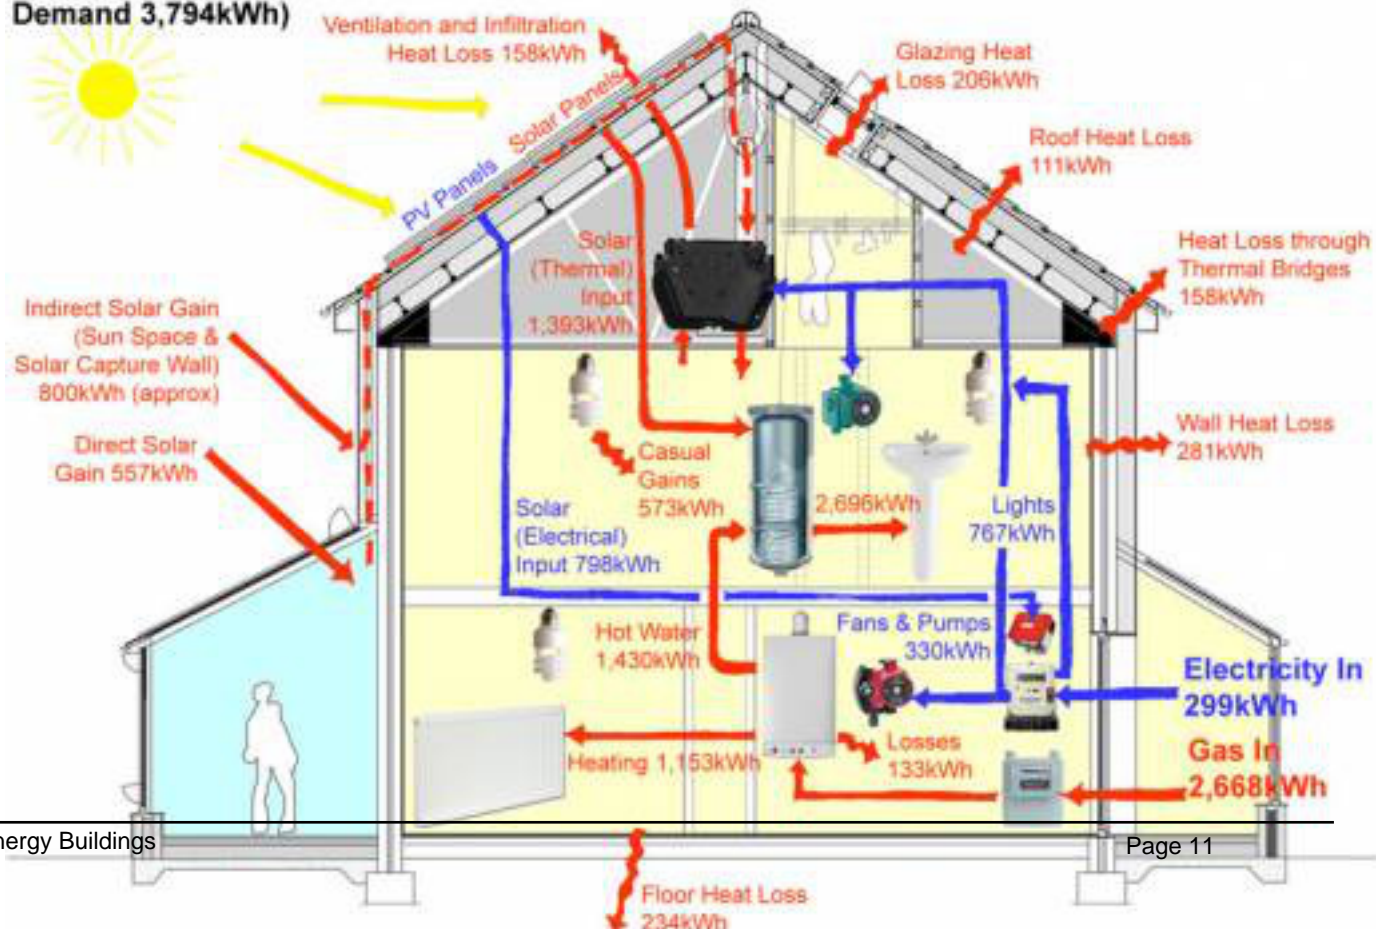 Demand 3,794kWh)
Ventilation and Infiltration
Heat Loss 158kWh
Glazing Heat
Loss 206kWh
Solar Panels
Roof Heat Loss
111kWh
PV Panels
Solar
(Thermal)
Input
1,393kWh
Heat Loss through
Thermal Bridges
158kWh
Indirect Solar Gain
(Sun Space &
Solar Capture Wall)
800kWh (approx)
Direct Solar
Gain 557kWh
Wall Heat Loss
281kWh
Casual
Gains
573kWh
2,696kWh
Lights
767kWh
Solar
(Electrical)
Input 798kWh
Hot Water
1,430kWh
Fans & Pumps
330kWh
Electricity In
299kWh
Heating 1,153kWh
Losses
133kWh
Gas In
2,668kWh
nergy Buildings
Page 11
Floor Heat Loss
234kWh